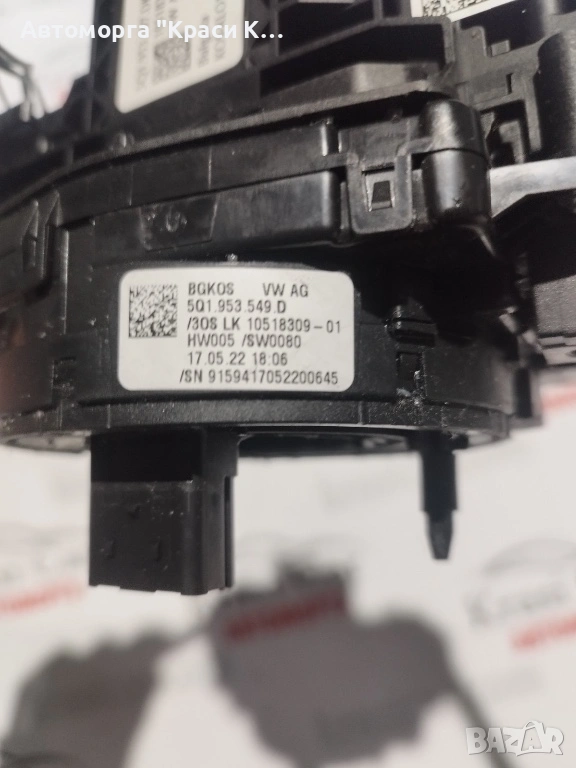 Автоморга "Краси К...
BGKOS VW AG
5Q1.953.549.D
/3OS LK 10518309-01
HW005 /SW0080
17.05.22 18:06
/SN 9159417052200645
BAZAR